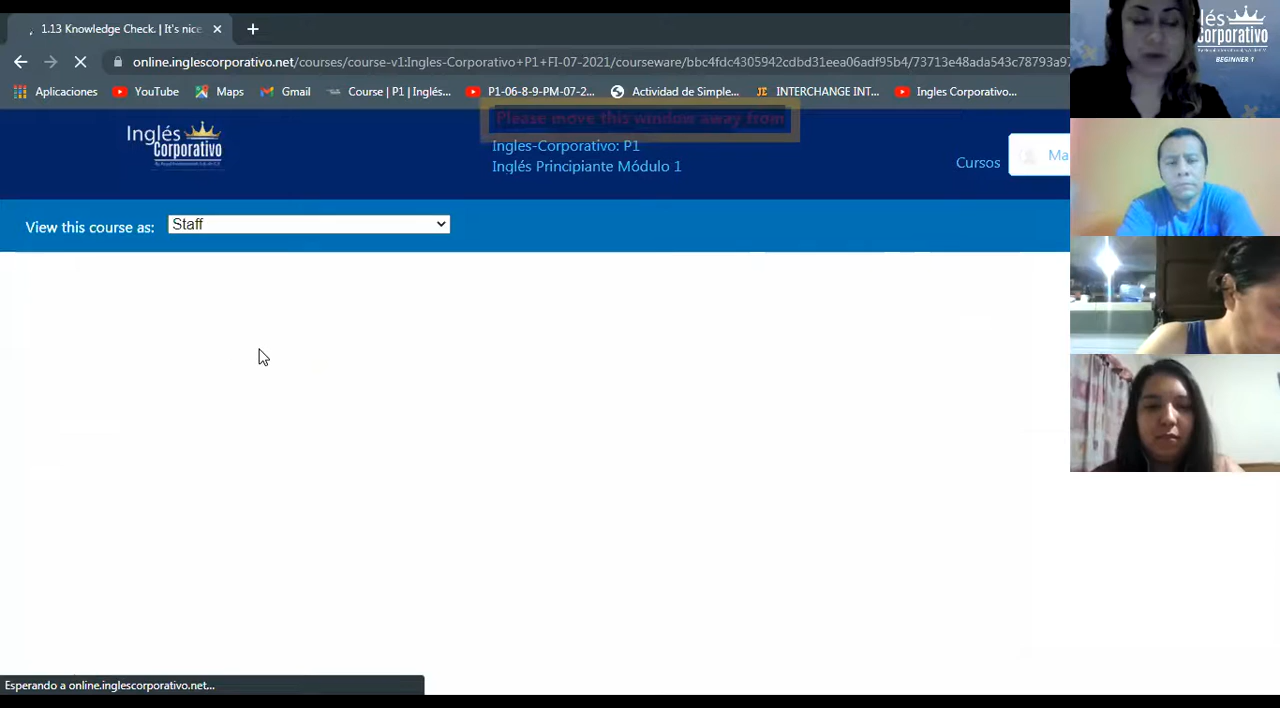 1.13 Knowledge Check. | It's nice
online.inglescorporativo.net/courses/course-v1:Ingles-Corporativo+P1+FI-07-2021/courseware/bbc4fdc4305942cdbd31eea06adf95b4/73713e48ada543c78793a97
Aplicaciones YouTube Maps Gmail Course | P1 | Inglés... P1-06-8-9-PM-07-2... Actividad de Simple... INTERCHANGE INT... Ingles Corporativo...
Please move this window away from
Inglés
Corporativo
Ingles-Corporativo: P1
Inglés Principiante Módulo 1
Cursos
Ma
View this course as: Staff
Esperando a online.inglescorporativo.net...
lés
Corporativo
BEGINNER 1